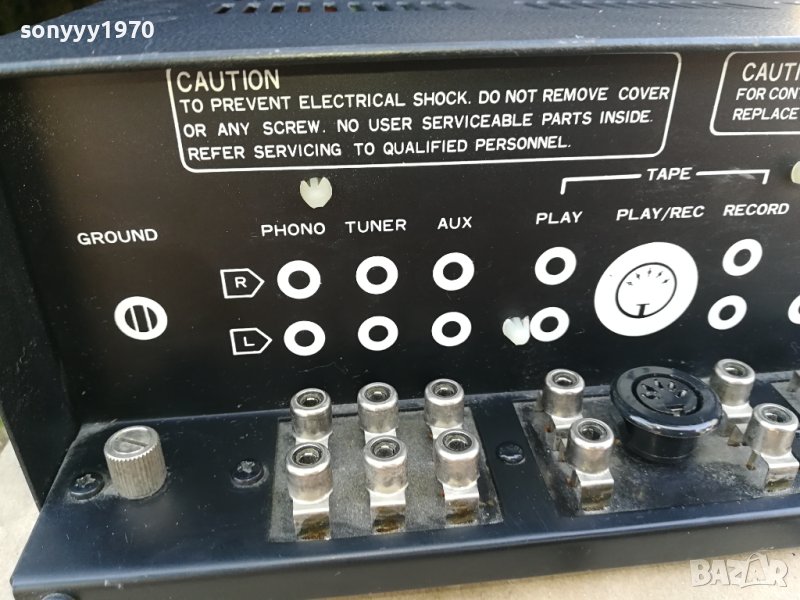 sonyyy1970
CAUTION
TO PREVENT ELECTRICAL SHOCK. DO NOT REMOVE COVER
OR ANY SCREW. NO USER SERVICEABLE PARTS INSIDE.
REFER SERVICING TO QUALIFIED PERSONNEL.
CAUTI
FOR CONT
REPLACE
TAPE
GROUND
PHONO TUNER AUX
PLAY PLAY/REC RECORD
R
L
BAZAR